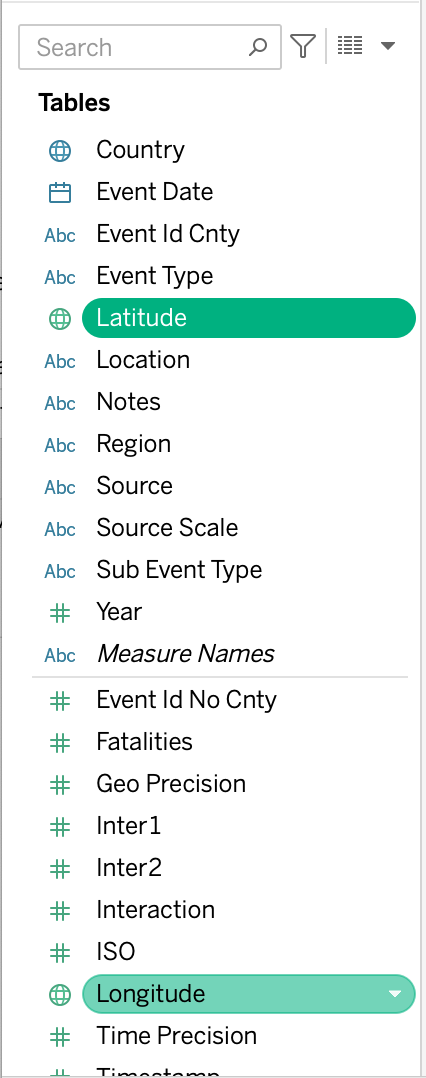 Search
Tables
Country
Event Date
Abc Event Id Cnty
Abc Event Type
Latitude
Abc Location
Abc Notes
Abc Region
Abc Source
Abc Source Scale
Abc Sub Event Type
# Year
Abc Measure Names
# Event Id No Cnty
# Fatalities
# Geo Precision
# Inter1
# Inter2
# Interaction
# ISO
Longitude
# Time Precision
# Timestamp